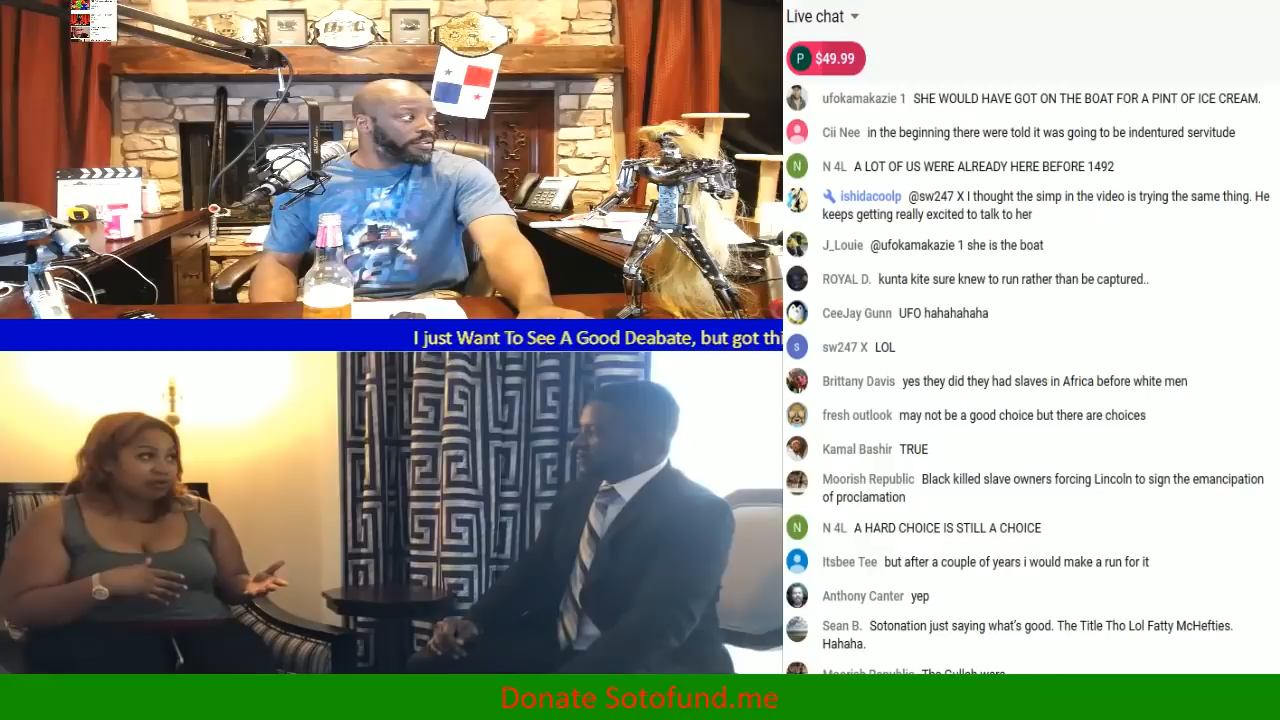 Live chat
P $49.99
ufokamakazie 1 SHE WOULD HAVE GOT ON THE BOAT FOR A PINT OF ICE CREAM.
Cii Nee in the beginning there were told it was going to be indentured servitude
N N 4L A LOT OF US WERE ALREADY HERE BEFORE 1492
ishidacoolp @sw247 X I thought the simp in the video is trying the same thing. He
keeps getting really excited to talk to her
J_Louie @ufokamakazie 1 she is the boat
ROYAL D. kunta kite sure knew to run rather than be captured..
CeeJay Gunn UFO hahahahaha
s sw247 X LOL
Brittany Davis yes they did they had slaves in Africa before white men
fresh outlook may not be a good choice but there are choices
Kamal Bashir TRUE
Moorish Republic Black killed slave owners forcing Lincoln to sign the emancipation
of proclamation
N N 4L A HARD CHOICE IS STILL A CHOICE
Itsbee Tee but after a couple of years i would make a run for it
Anthony Canter yep
Sean B. Sotonation just saying what's good. The Title Tho Lol Fatty McHefties.
Hahaha.
Moorish Republic The Gullah wars
I just Want To See A Good Deabate, but got thi
Donate Sotofund.me